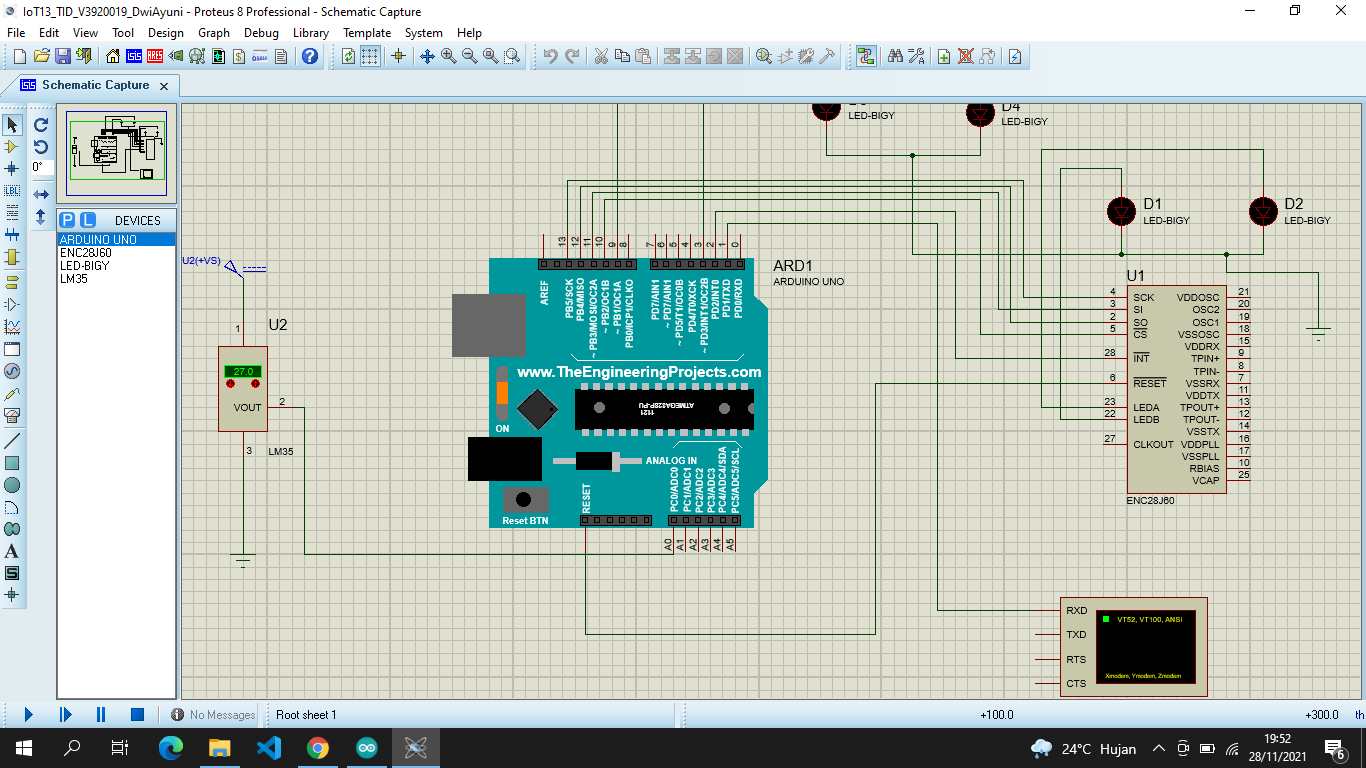 IoT13_TID_V3920019_DwiAyuni - Proteus 8 Professional - Schematic Capture
File Edit View Tool Design Graph Debug Library Template System Help
Schematic Capture
0°
LBL
P L DEVICES
ARDUINO UNO
ENC28J60
LED-BIGY
LM35
LED-BIGY
D4
LED-BIGY
D1
LED-BIGY
D2
LED-BIGY
U2(+VS)
1
U2
27.0
VOUT
2
3
LM35
13
12
11
10
9
8
7
6
5
4
3
2
1
0
AREF
PB5/SCK
PB4/MISO
~ PB3/MOSI/OC2A
~ PB2/OC1B
~ PB1/OC1A
PB0/ICP1/CLKO
PD7/AIN1
~ PD7/AIN1
~ PD5/T1/OC0B
PD4/T0/XCK
~ PD3/INT1/OC2B
PD2/INT0
PD1/TXD
PD0/RXD
ARD1
ARDUINO UNO
www.TheEngineeringProjects.com
ATMEGA328P-PU
1121
ON
ANALOG IN
RESET
Reset BTN
PC0/ADC0
PC1/ADC1
PC2/ADC2
PC3/ADC3
PC4/ADC4/SDA
PC5/ADC5/SCL
A0
A1
A2
A3
A4
A5
U1
4 SCK VDDOSC 21
3 SI OSC2 20
2 SO OSC1 19
5 CS VSSOSC 18
VDDRX 15
28 INT TPIN+ 9
TPIN- 8
6 RESET VSSRX 7
VDDTX 11
23 LEDA TPOUT+ 13
22 LEDB TPOUT- 12
VSSTX 14
27 CLKOUT VDDPLL 16
VSSPLL 17
RBIAS 10
VCAP 25
ENC28J60
RXD
TXD
RTS
CTS
VT52, VT100, ANSI
Xmodem, Ymodem, Zmodem
No Messages Root sheet 1 +100.0 +300.0 th
24°C Hujan
19:52
28/11/2021
6